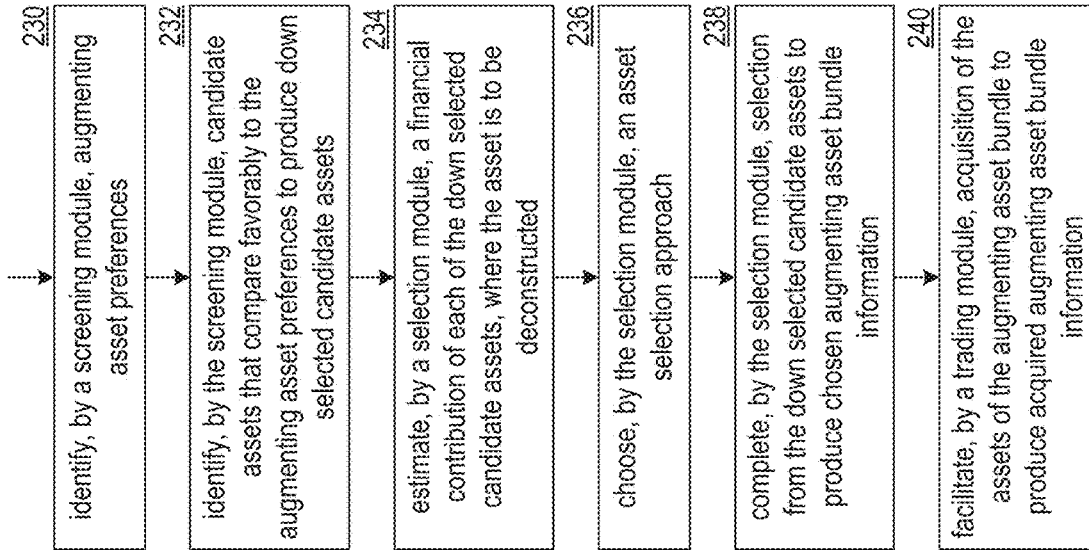 230
identify, by a screening module, augmenting
asset preferences
232
identify, by the screening module, candidate
assets that compare favorably to the
augmenting asset preferences to produce down
selected candidate assets
234
estimate, by a selection module, a financial
contribution of each of the down selected
candidate assets, where the asset is to be
deconstructed
236
choose, by the selection module, an asset
selection approach
238
complete, by the selection module, selection
from the down selected candidate assets to
produce chosen augmenting asset bundle
information
240
facilitate, by a trading module, acquisition of the
assets of the augmenting asset bundle to
produce acquired augmenting asset bundle
information